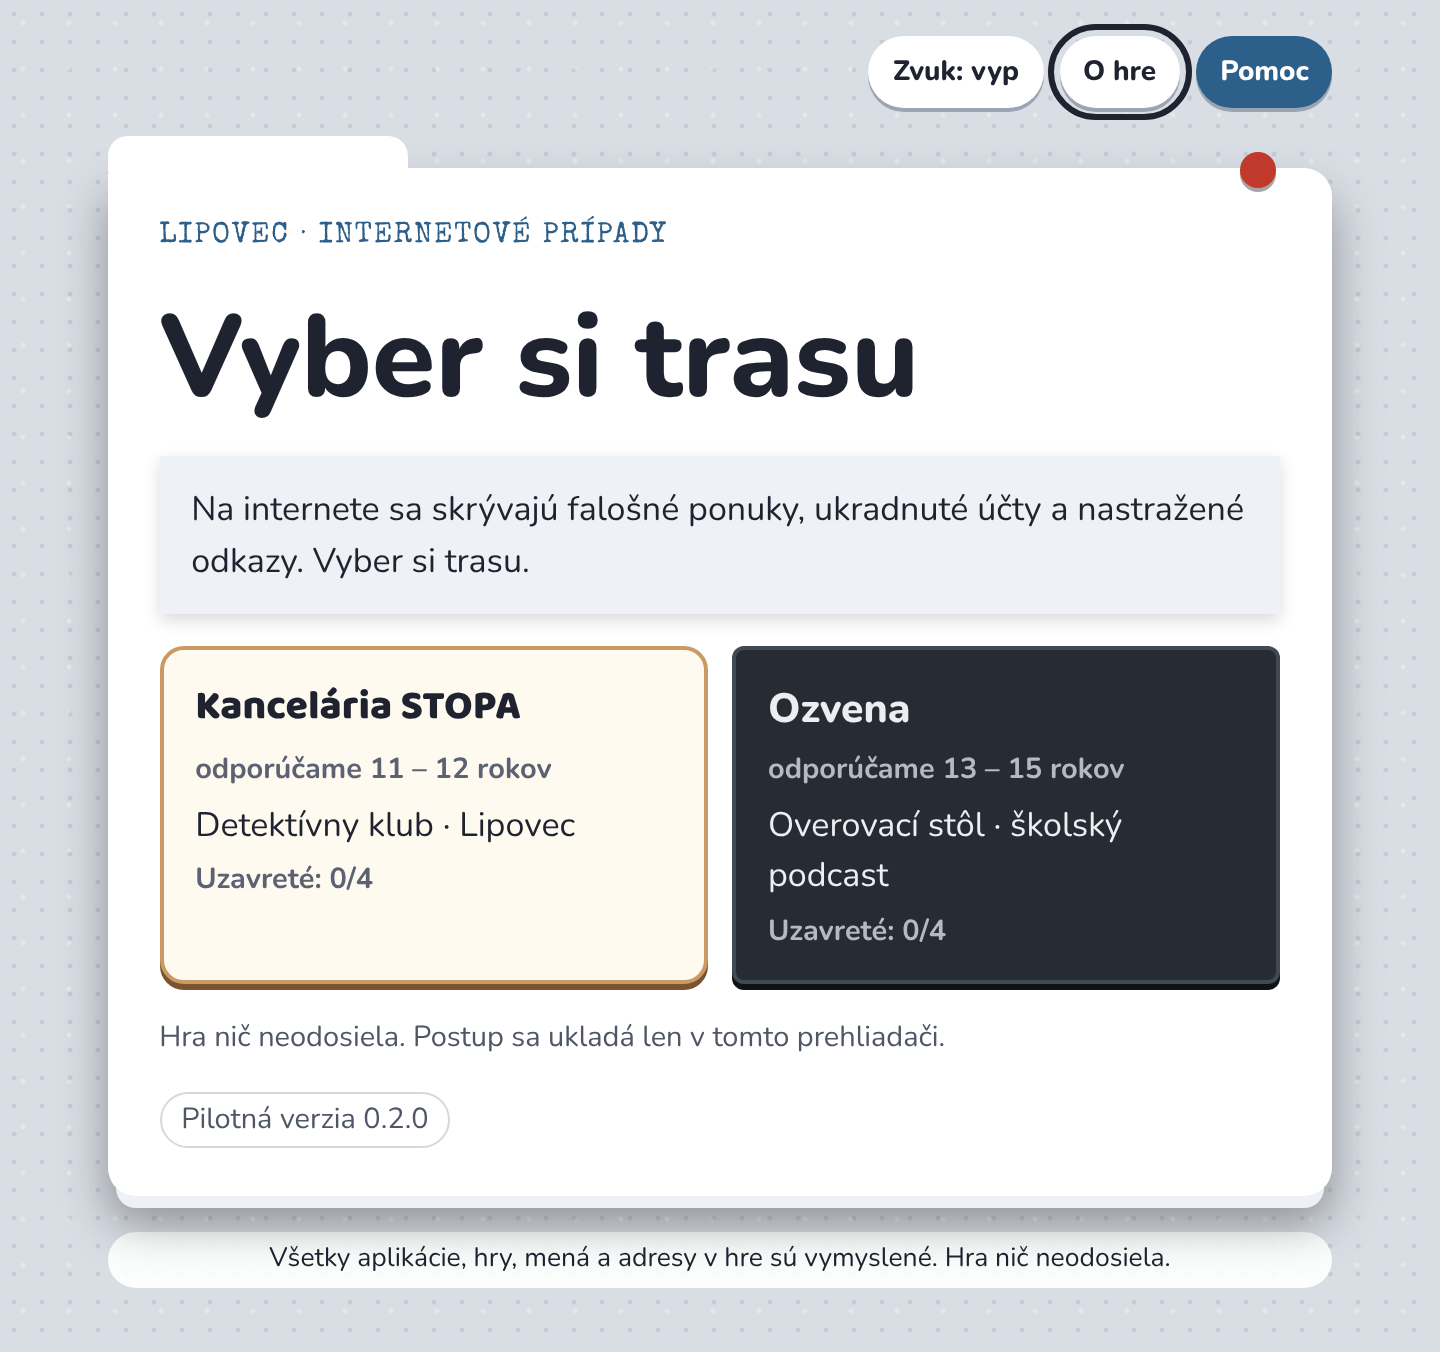 Zvuk: vyp
O hre
Pomoc
LIPOVEC · INTERNETOVÉ PRÍPADY
Vyber si trasu
Na internete sa skrývajú falošné ponuky, ukradnuté účty a nastražené
odkazy. Vyber si trasu.
Kancelária STOPA
odporúčame 11 – 12 rokov
Detektívny klub · Lipovec
Uzavreté: 0/4
Ozvena
odporúčame 13 – 15 rokov
Overovací stôl · školský
podcast
Uzavreté: 0/4
Hra nič neodosiela. Postup sa ukladá len v tomto prehliadači.
Pilotná verzia 0.2.0
Všetky aplikácie, hry, mená a adresy v hre sú vymyslené. Hra nič neodosiela.